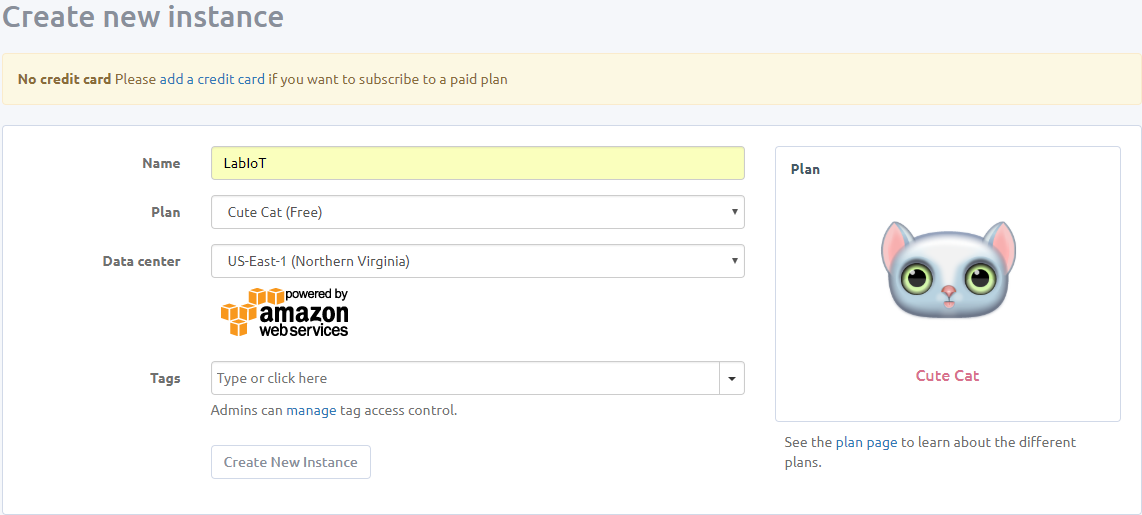 Create new instance
No credit card Please add a credit card if you want to subscribe to a paid plan
Name
LabIoT
Plan
Cute Cat (Free)
Data center
US-East-1 (Northern Virginia)
powered by
amazon
web services
Tags
Type or click here
Admins can manage tag access control.
Create New Instance
Plan
Cute Cat
See the plan page to learn about the different
plans.